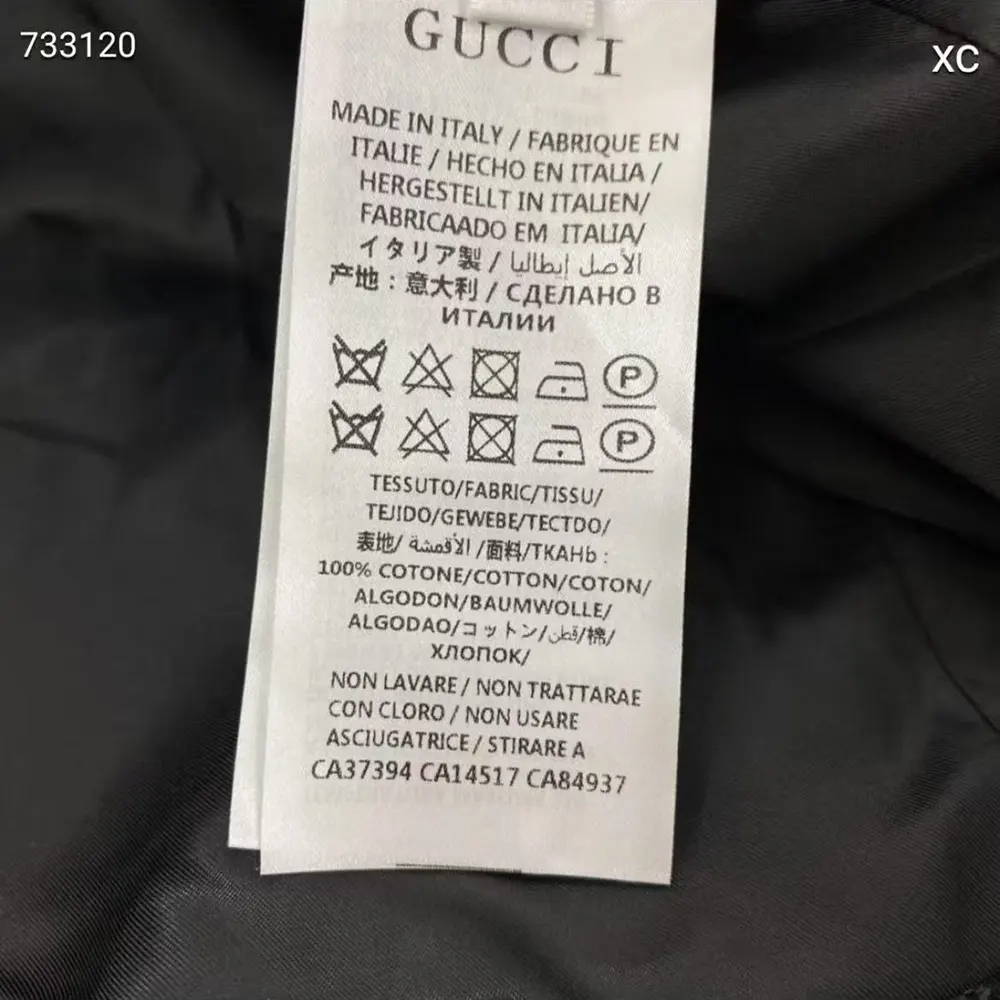 733120
XC
GUCCI
MADE IN ITALY / FABRIQUE EN
ITALIE / HECHO EN ITALIA /
HERGESTELLT IN ITALIEN/
FABRICAADO EM ITALIA/
イタリア製 / الأصل إيطاليا
产地：意大利 / СДЕЛАНО В
ИТАЛИИ
P
P
TESSUTO/FABRIC/TISSU/
TEJIDO/GEWEBE/TECTDO/
表地/ الأقمشة /面料/TKAHb :
100% COTONE/COTTON/COTON/
ALGODON/BAUMWOLLE/
ALGODAO/コットン/قطن/棉/
ХЛОПОК/
NON LAVARE / NON TRATTARAE
CON CLORO / NON USARE
ASCIUGATRICE / STIRARE A
CA37394 CA14517 CA84937